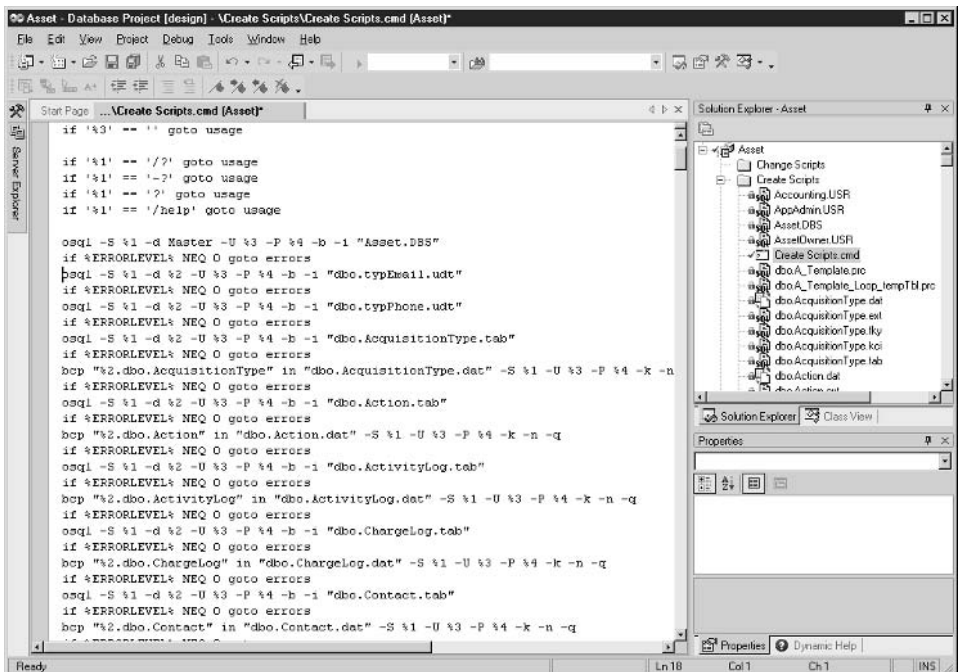 Asset - Database Project [design] - \Create Scripts\Create Scripts.cmd (Asset)*
File Edit View Project Debug Tools Window Help
Start Page ...\Create Scripts.cmd (Asset)*
Server Explorer
if '%3' == '' goto usage
if '%1' == '/?' goto usage
if '%1' == '-?' goto usage
if '%1' == '?' goto usage
if '%1' == '/help' goto usage
osql -S %1 -d Master -U %3 -P %4 -b -i "Asset.DBS"
if %ERRORLEVEL% NEQ 0 goto errors
osql -S %1 -d %2 -U %3 -P %4 -b -i "dbo.typEmail.udt"
if %ERRORLEVEL% NEQ 0 goto errors
osql -S %1 -d %2 -U %3 -P %4 -b -i "dbo.typPhone.udt"
if %ERRORLEVEL% NEQ 0 goto errors
osql -S %1 -d %2 -U %3 -P %4 -b -i "dbo.AcquisitionType.tab"
if %ERRORLEVEL% NEQ 0 goto errors
bcp "%2.dbo.AcquisitionType" in "dbo.AcquisitionType.dat" -S %1 -U %3 -P %4 -k -n
if %ERRORLEVEL% NEQ 0 goto errors
osql -S %1 -d %2 -U %3 -P %4 -b -i "dbo.Action.tab"
if %ERRORLEVEL% NEQ 0 goto errors
bcp "%2.dbo.Action" in "dbo.Action.dat" -S %1 -U %3 -P %4 -k -n -q
if %ERRORLEVEL% NEQ 0 goto errors
osql -S %1 -d %2 -U %3 -P %4 -b -i "dbo.ActivityLog.tab"
if %ERRORLEVEL% NEQ 0 goto errors
bcp "%2.dbo.ActivityLog" in "dbo.ActivityLog.dat" -S %1 -U %3 -P %4 -k -n -q
if %ERRORLEVEL% NEQ 0 goto errors
osql -S %1 -d %2 -U %3 -P %4 -b -i "dbo.ChargeLog.tab"
if %ERRORLEVEL% NEQ 0 goto errors
bcp "%2.dbo.ChargeLog" in "dbo.ChargeLog.dat" -S %1 -U %3 -P %4 -k -n -q
if %ERRORLEVEL% NEQ 0 goto errors
osql -S %1 -d %2 -U %3 -P %4 -b -i "dbo.Contact.tab"
if %ERRORLEVEL% NEQ 0 goto errors
bcp "%2.dbo.Contact" in "dbo.Contact.dat" -S %1 -U %3 -P %4 -k -n -q
Solution Explorer - Asset
Asset
Change Scripts
Create Scripts
Accounting.USR
AppAdmin.USR
Asset.DBS
AssetOwner.USR
Create Scripts.cmd
dbo.A_Template.prc
dbo.A_Template_Loop_tempTbl.prc
dbo.AcquisitionType.dat
dbo.AcquisitionType.ext
dbo.AcquisitionType.fky
dbo.AcquisitionType.kci
dbo.AcquisitionType.tab
dbo.Action.dat
dbo.Action.ext
Solution Explorer Class View
Properties
Properties Dynamic Help
Ready Ln 18 Col 1 Ch 1 INS